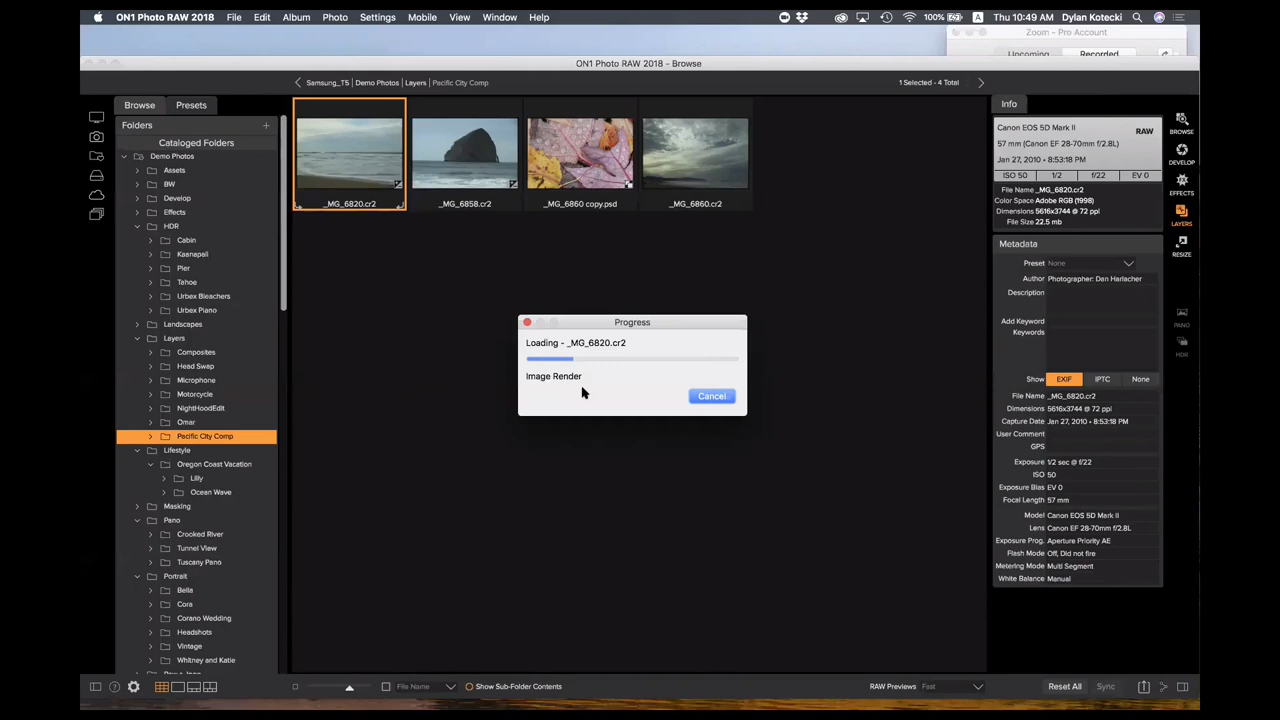 ON1 Photo RAW 2018 File Edit Album Photo Settings Mobile View Window Help 100% A Thu 10:49 AM Dylan Kotecki
Zoom - Pro Account
Upcoming Recorded
ON1 Photo RAW 2018 - Browse
Samsung_T5 Demo Photos Layers Pacific City Comp 1 Selected - 4 Total
Browse Presets
Folders +
Cataloged Folders
Demo Photos
Assets
BW
Develop
Effects
HDR
Cabin
Kaanapali
Pier
Tahoe
Urbex Bleachers
Urbex Piano
Landscapes
Layers
Composites
Head Swap
Microphone
Motorcycle
NightHoodEdit
Omar
Pacific City Comp
Lifestyle
Oregon Coast Vacation
Lilly
Ocean Wave
Masking
Pano
Crooked River
Tunnel View
Tuscany Pano
Portrait
Bella
Cora
Corano Wedding
Headshots
Vintage
Whitney and Katie
_MG_6820.cr2 _MG_6858.cr2 _MG_6860 copy.psd _MG_6860.cr2
Progress
Loading - _MG_6820.cr2
Image Render
Cancel
Info
Canon EOS 5D Mark II RAW
57 mm (Canon EF 28-70mm f/2.8L)
Jan 27, 2010 • 8:53:18 PM
ISO 50 1/2 f/22 EV 0
File Name _MG_6820.cr2
Color Space Adobe RGB (1998)
Dimensions 5616x3744 @ 72 ppi
File Size 22.5 mb
Metadata
Preset None
Author Photographer: Dan Harlacher
Description
Add Keyword
Keywords
Show EXIF IPTC None
File Name _MG_6820.cr2
Dimensions 5616x3744 @ 72 ppi
Capture Date Jan 27, 2010 • 8:53:18 PM
User Comment
GPS
Exposure 1/2 sec @ f/22
ISO 50
Exposure Bias EV 0
Focal Length 57 mm
Model Canon EOS 5D Mark II
Lens Canon EF 28-70mm f/2.8L
Exposure Prog. Aperture Priority AE
Flash Mode Off, Did not fire
Metering Mode Multi Segment
White Balance Manual
BROWSE
DEVELOP
EFFECTS
LAYERS
RESIZE
PANO
HDR
File Name Show Sub-Folder Contents RAW Previews Fast Reset All Sync